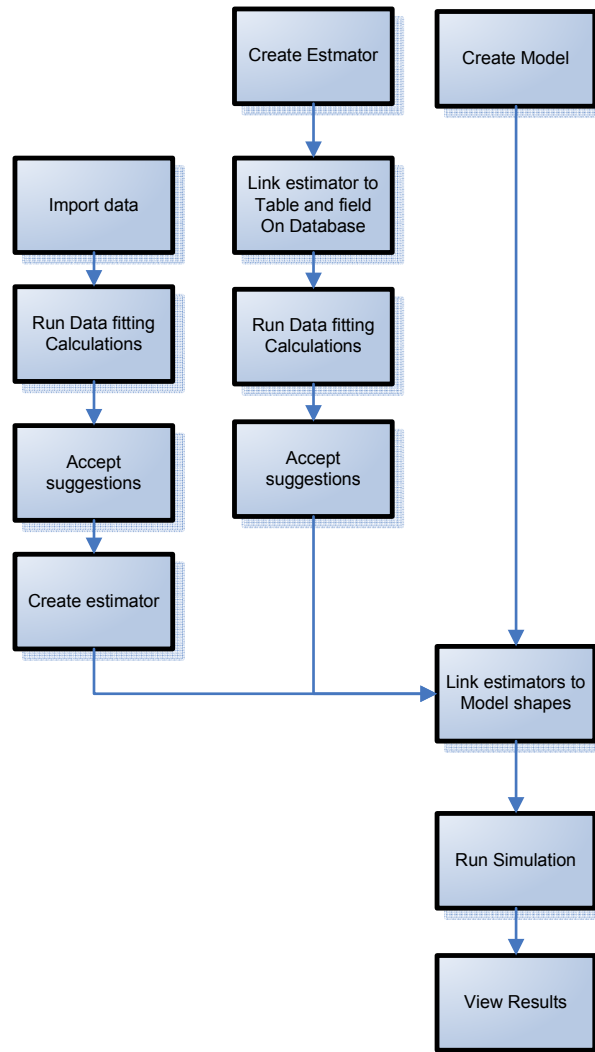 Create Estmator
Create Model
Import data
Link estimator to
Table and field
On Database
Run Data fitting
Calculations
Run Data fitting
Calculations
Accept
suggestions
Accept
suggestions
Create estimator
Link estimators to
Model shapes
Run Simulation
View Results